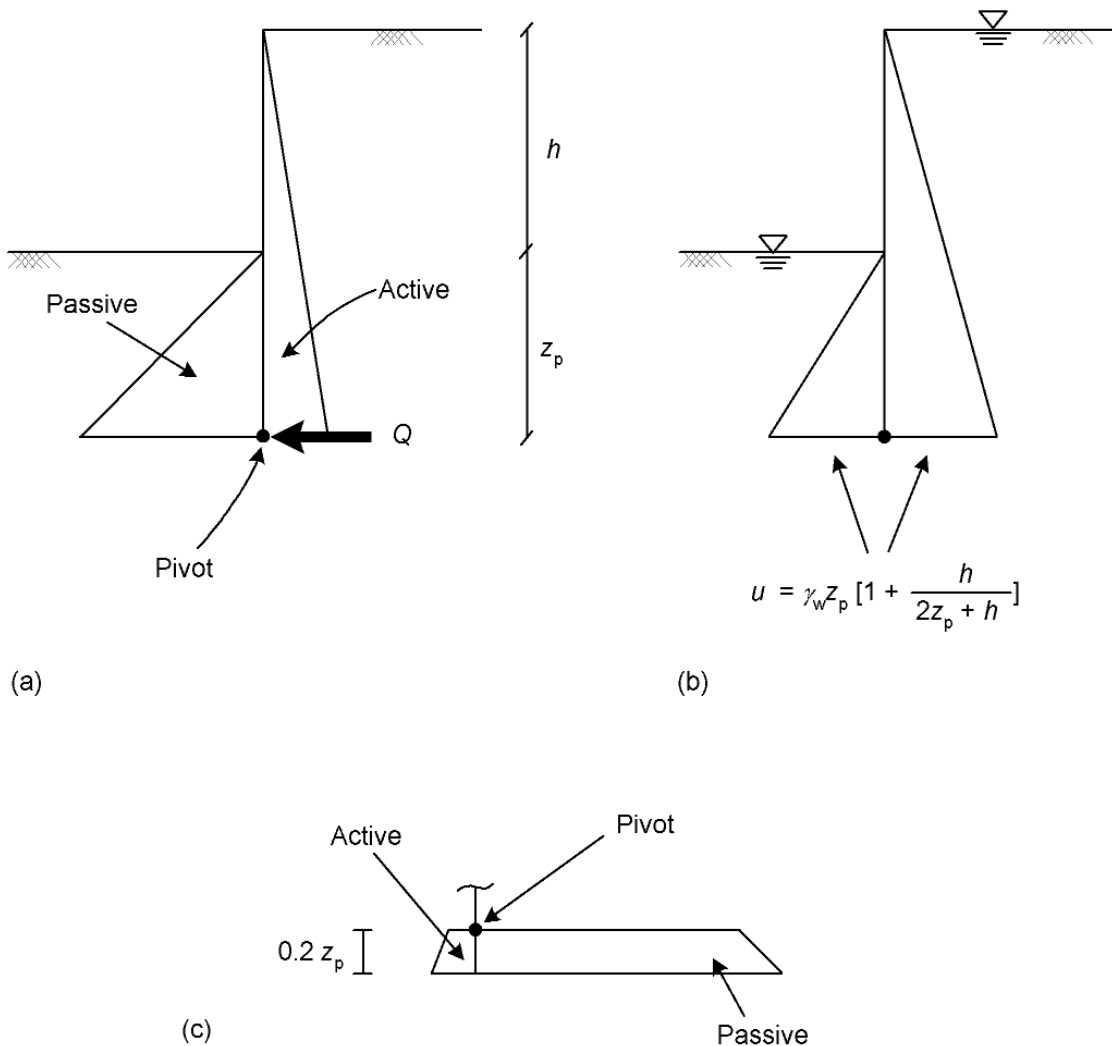 h
Passive
Active
z_p
Q
Pivot
u = γ_w z_p [1 + h / (2z_p + h)]
(a)
(b)
Active
Pivot
0.2 z_p
Passive
(c)